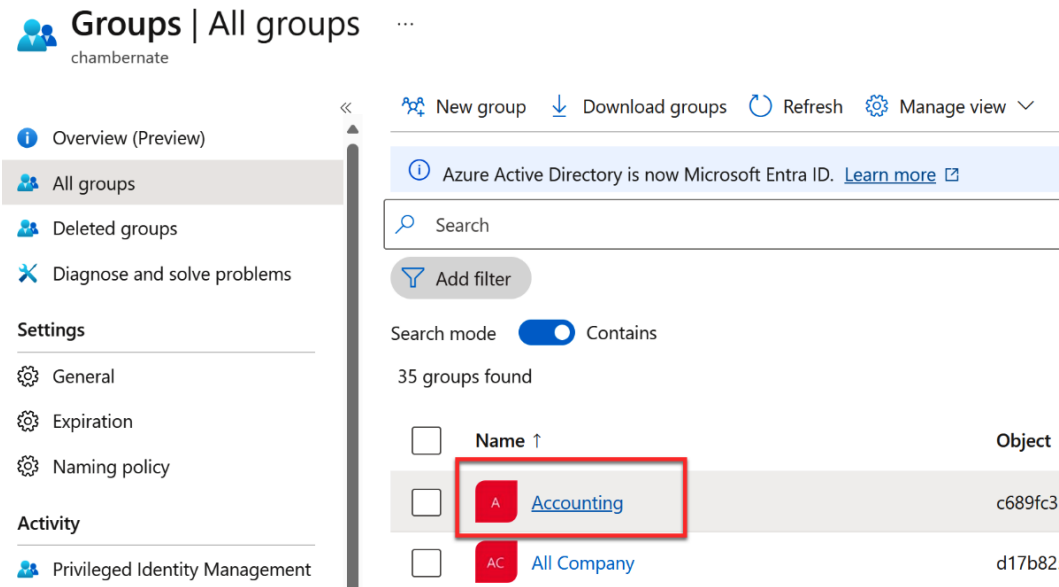 Groups | All groups ...
chambernate
«
Overview (Preview)
All groups
Deleted groups
Diagnose and solve problems
Settings
General
Expiration
Naming policy
Activity
Privileged Identity Management
New group Download groups Refresh Manage view
Azure Active Directory is now Microsoft Entra ID. Learn more
Search
Add filter
Search mode Contains
35 groups found
Name ↑ Object
A Accounting c689fc3
AC All Company d17b82